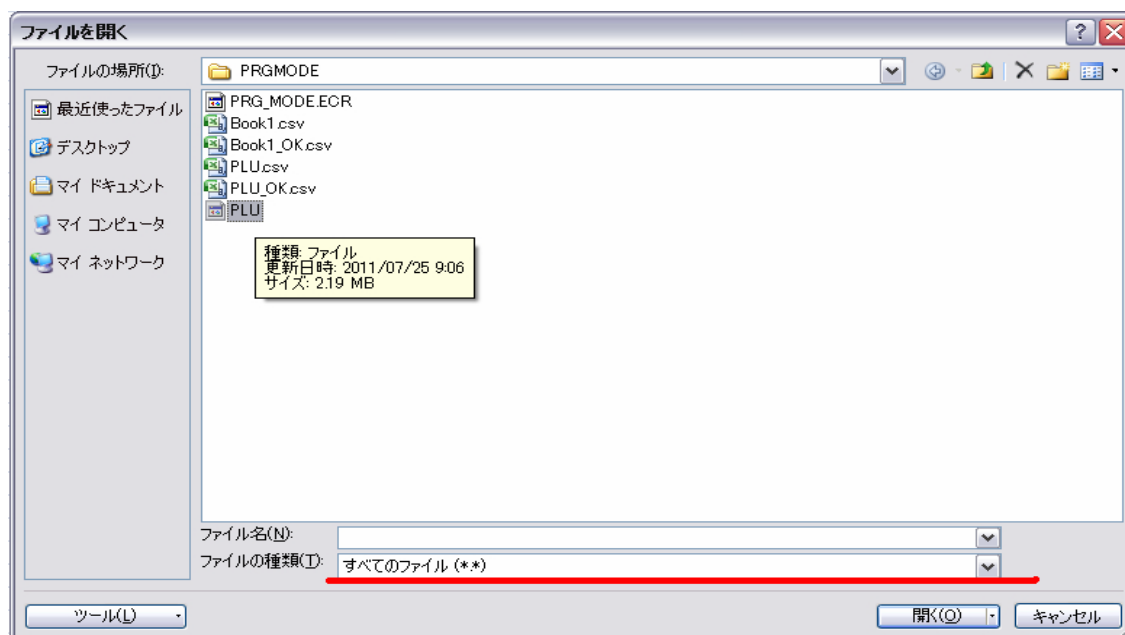 ファイルを開く
ファイルの場所(I):
PRGMODE
最近使ったファイル
デスクトップ
マイ ドキュメント
マイ コンピュータ
マイ ネットワーク
PRG_MODE.ECR
Book1.csv
Book1_OK.csv
PLU.csv
PLU_OK.csv
PLU
種類: ファイル
更新日時: 2011/07/25 9:06
サイズ: 2.19 MB
ファイル名(N):
ファイルの種類(T):
すべてのファイル (*.*)
ツール(L)
開く(O)
キャンセル